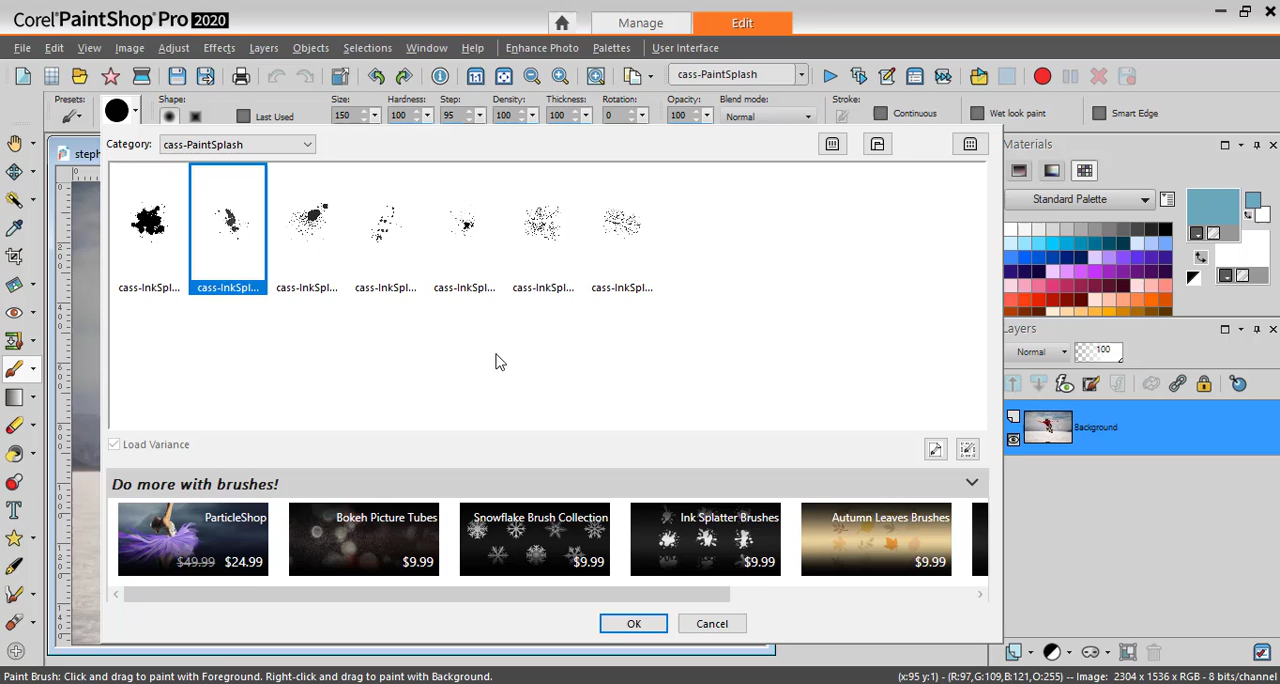 Corel PaintShop Pro 2020
Manage
Edit
File Edit View Image Adjust Effects Layers Objects Selections Window Help Enhance Photo Palettes User Interface
cass-PaintSplash
Presets: Shape: Size: Hardness: Step: Density: Thickness: Rotation: Opacity: Blend mode: Stroke:
Last Used 150 100 95 100 100 0 100 Normal Continuous Wet look paint Smart Edge
Category: cass-PaintSplash
steph
Materials
Standard Palette
cass-InkSpl... cass-InkSpl... cass-InkSpl... cass-InkSpl... cass-InkSpl... cass-InkSpl... cass-InkSpl...
Layers
Normal 100
Background
Load Variance
Do more with brushes!
ParticleShop
$49.99 $24.99
Bokeh Picture Tubes
$9.99
Snowflake Brush Collection
$9.99
Ink Splatter Brushes
$9.99
Autumn Leaves Brushes
$9.99
OK Cancel
Paint Brush: Click and drag to paint with Foreground. Right-click and drag to paint with Background.
(x:95 y:1) - (R:97,G:109,B:121,O:255) -- Image: 2304 x 1536 x RGB - 8 bits/channel